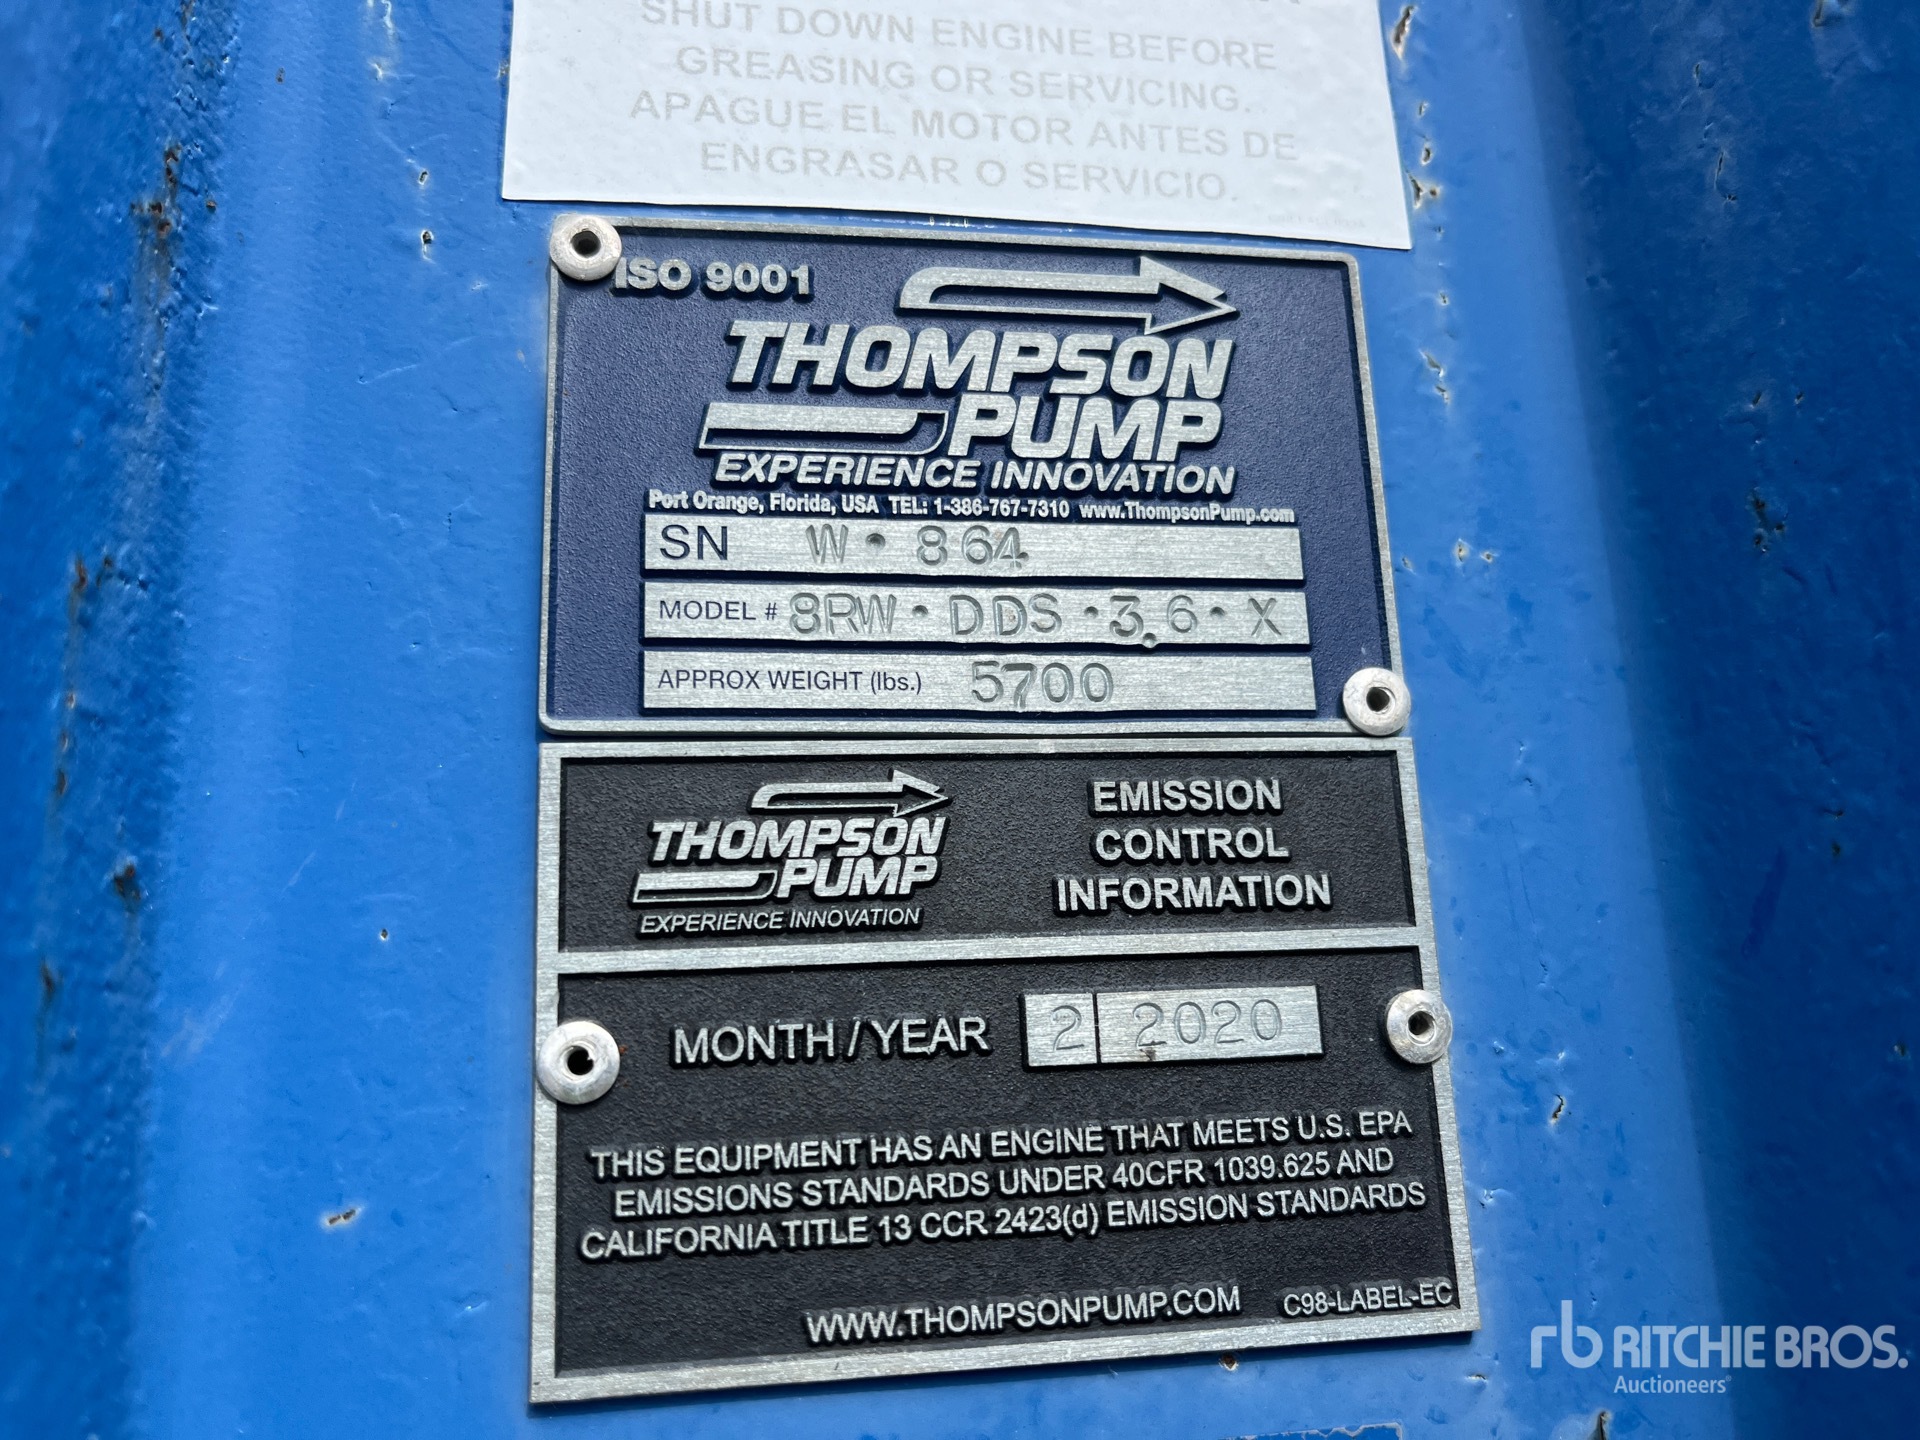 SHUT DOWN ENGINE BEFORE
GREASING OR SERVICING.
APAGUE EL MOTOR ANTES DE
ENGRASAR O SERVICIO.
ISO 9001
THOMPSON
PUMP
EXPERIENCE INNOVATION
Port Orange, Florida, USA TEL: 1-386-767-7310 www.ThompsonPump.com
SN W·864
MODEL # 8RW·DDS·3.6·X
APPROX WEIGHT (lbs.) 5700
THOMPSON
PUMP
EXPERIENCE INNOVATION
EMISSION
CONTROL
INFORMATION
MONTH / YEAR 2 2020
THIS EQUIPMENT HAS AN ENGINE THAT MEETS U.S. EPA
EMISSIONS STANDARDS UNDER 40CFR 1039.625 AND
CALIFORNIA TITLE 13 CCR 2423(d) EMISSION STANDARDS
WWW.THOMPSONPUMP.COM C98-LABEL-EC
rb RITCHIE BROS.
Auctioneers